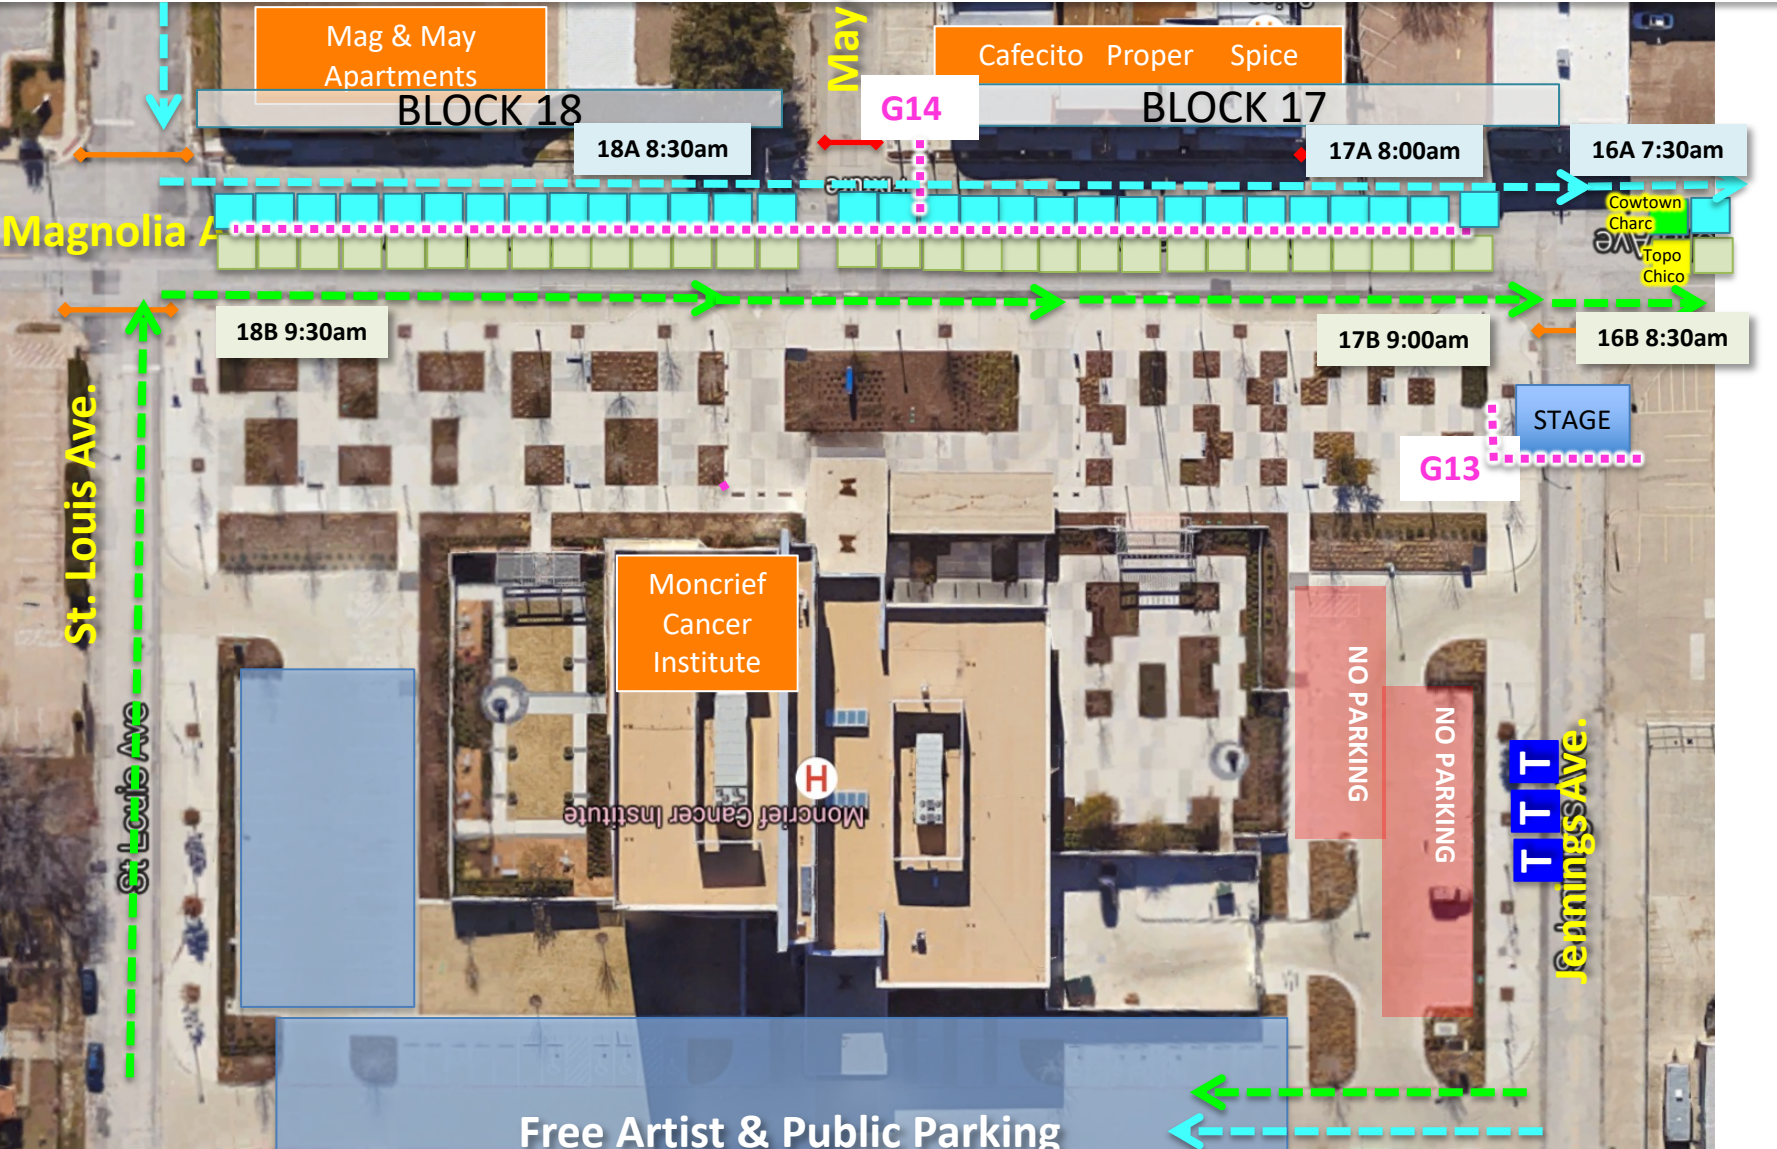 Mag & May
Apartments
May
Cafecito Proper Spice
BLOCK 18
G14
BLOCK 17
18A 8:30am
17A 8:00am
16A 7:30am
Magnolia A
Cowtown
Charc
Ave
Topo
Chico
18B 9:30am
17B 9:00am
16B 8:30am
STAGE
G13
St. Louis Ave.
Moncrief
Cancer
Institute
NO PARKING
NO PARKING
St Louis Ave
H
Moncrief Cancer Institute
T
T
T
Jennings Ave.
Free Artist & Public Parking